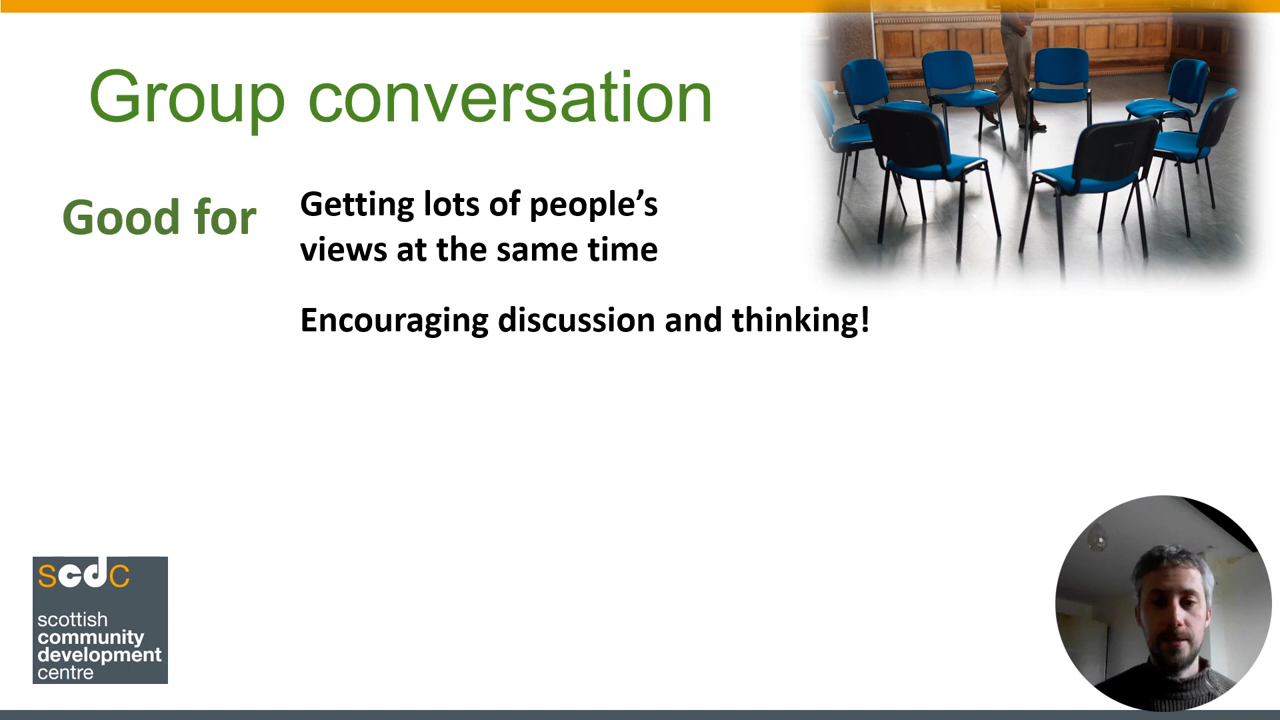 Group conversation
Good for
Getting lots of people’s
views at the same time
Encouraging discussion and thinking!
scdc
scottish
community
development
centre